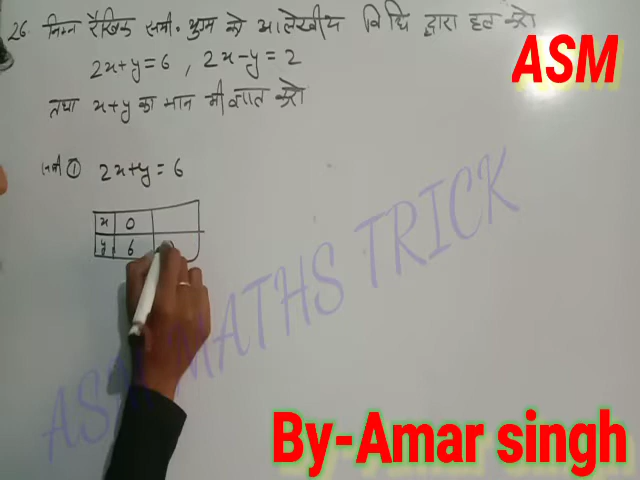 26. निम्न रैखिक समी. युग्म को आलेखीय विधि द्वारा हल करो
2x+y=6 , 2x-y=2
तथा x+y का मान भी ज्ञात करो
ASM
समी ① 2x+y=6
x 0
y 6 0
ASM MATHS TRICK
By-Amar singh